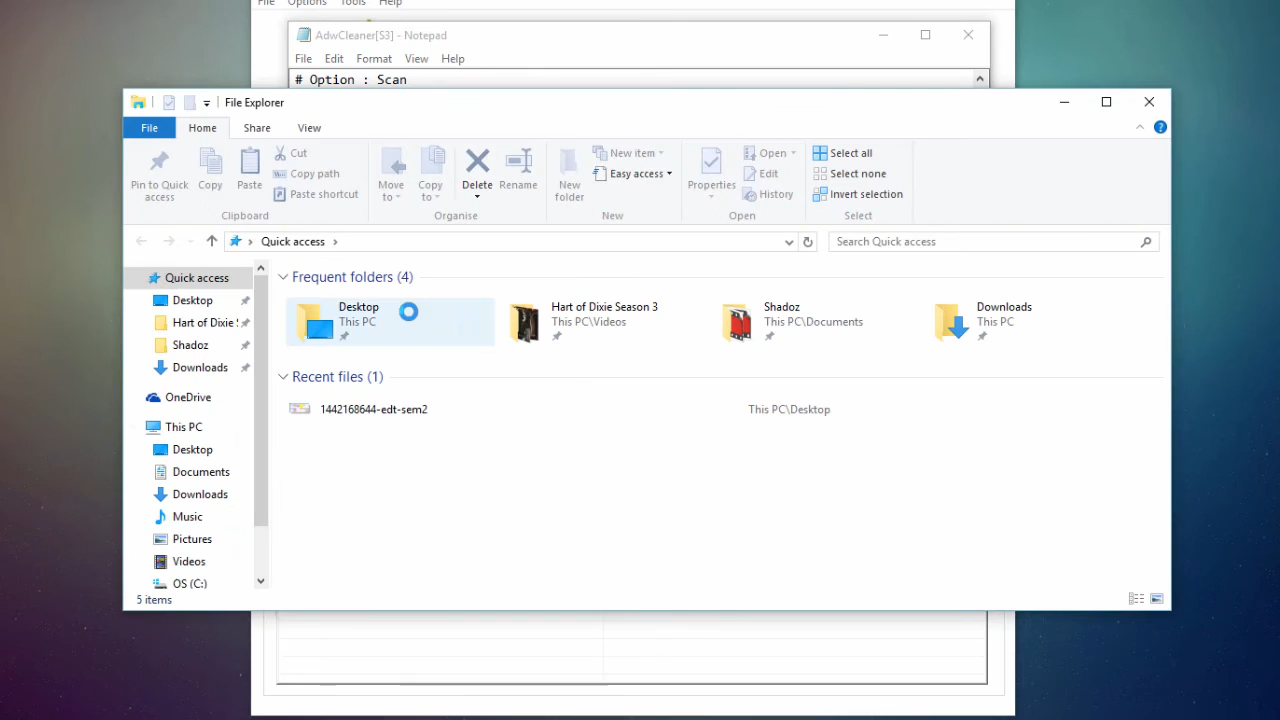 File Options Tools Help
AdwCleaner[S3] - Notepad
File Edit Format View Help
# Option : Scan
File Explorer
File Home Share View
Pin to Quick access
Copy
Paste
Cut
Copy path
Paste shortcut
Clipboard
Move to
Copy to
Delete
Rename
Organise
New folder
New item
Easy access
New
Properties
Open
Edit
History
Open
Select all
Select none
Invert selection
Select
Quick access
Search Quick access
Quick access
Desktop
Hart of Dixie S
Shadoz
Downloads
OneDrive
This PC
Desktop
Documents
Downloads
Music
Pictures
Videos
OS (C:)
Frequent folders (4)
Desktop
This PC
Hart of Dixie Season 3
This PC\Videos
Shadoz
This PC\Documents
Downloads
This PC
Recent files (1)
1442168644-edt-sem2 This PC\Desktop
5 items